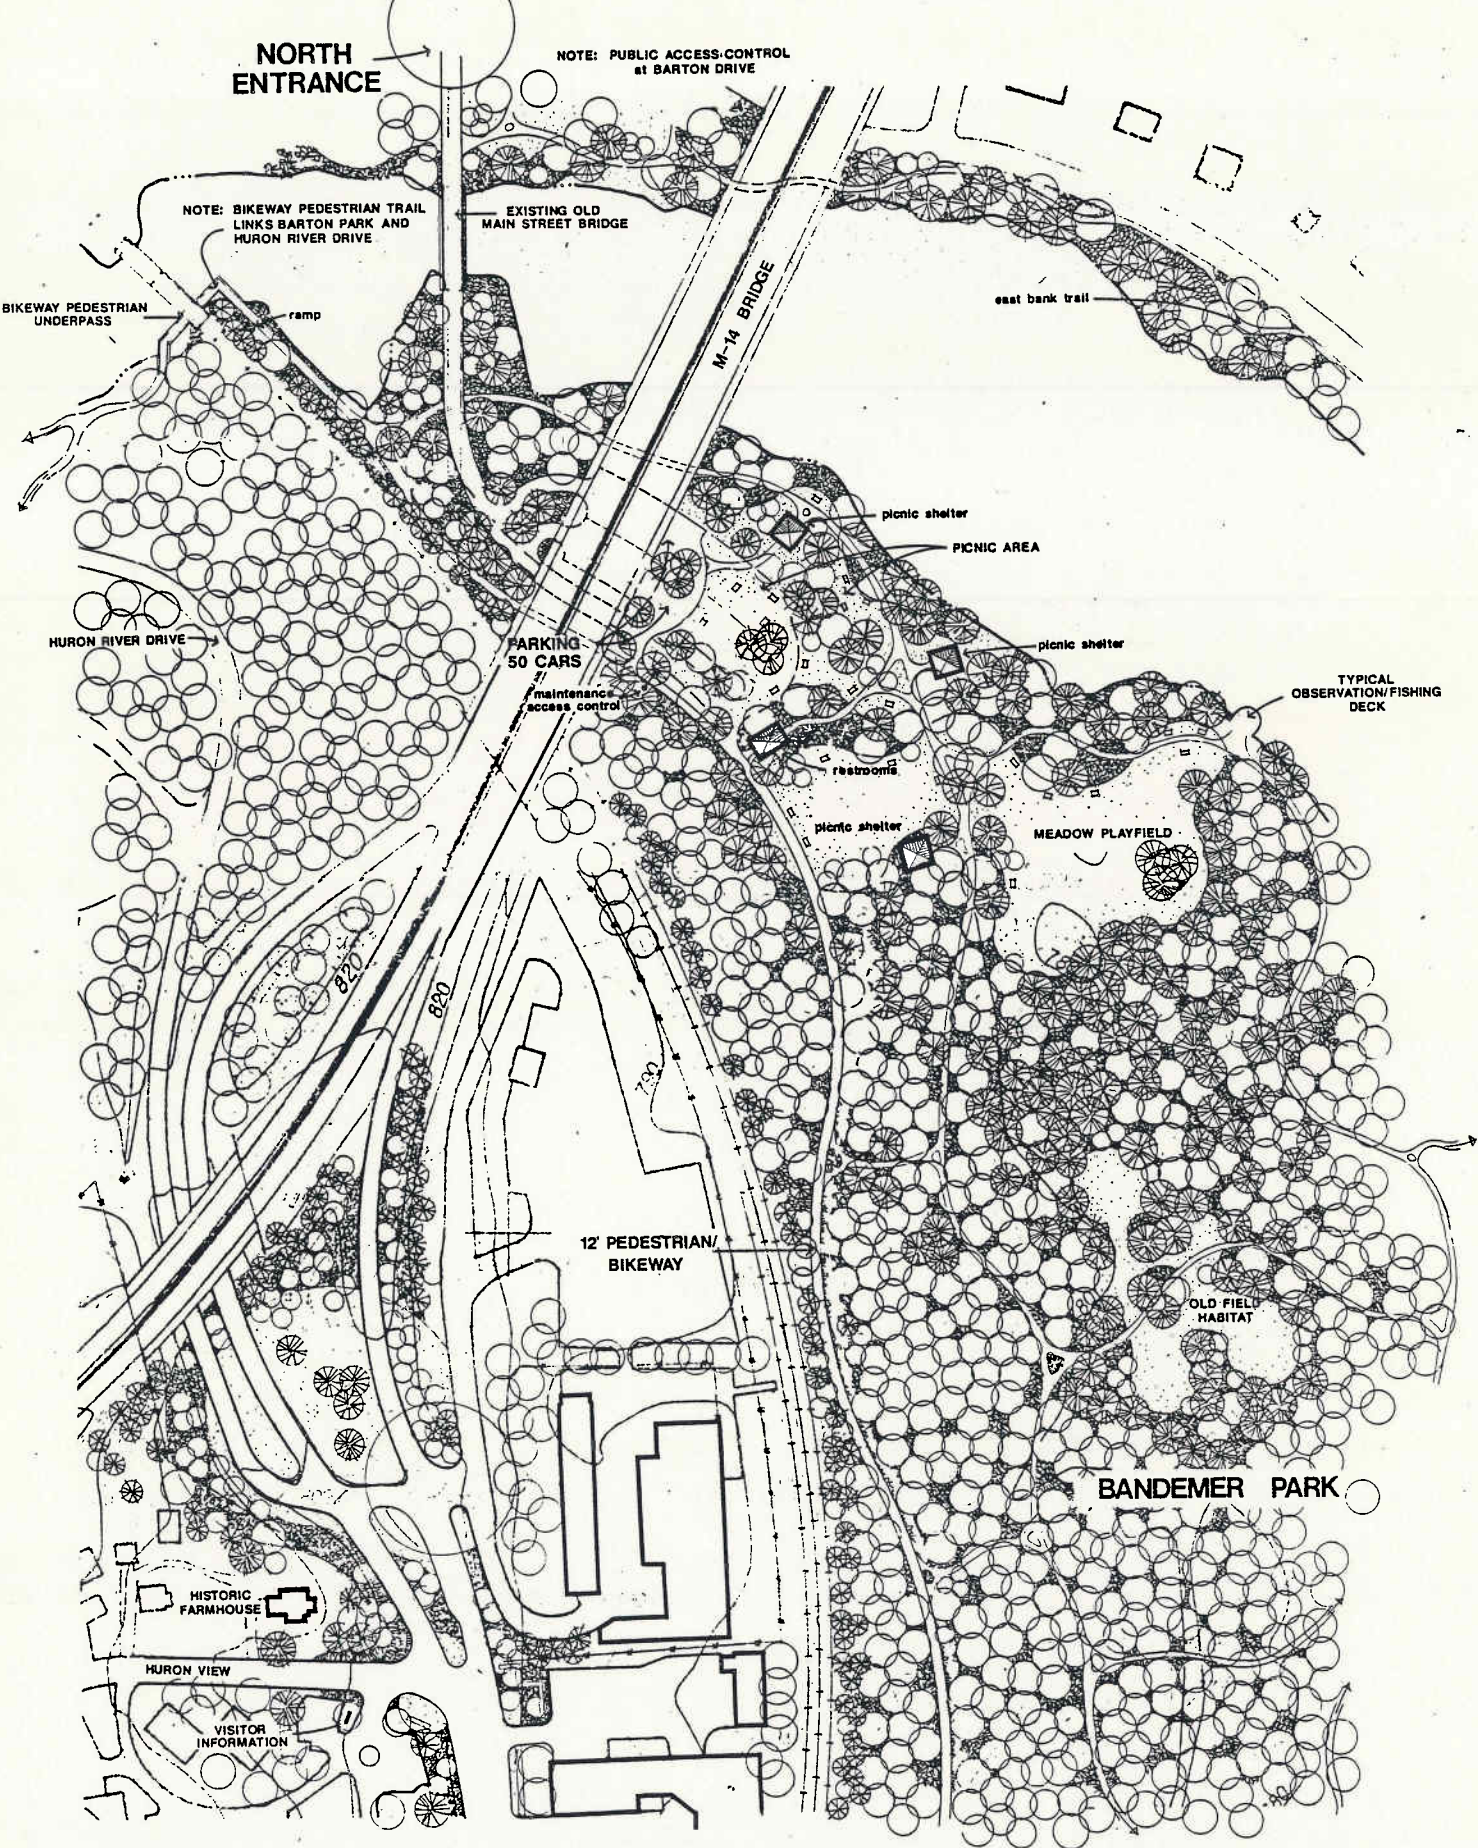 NORTH
ENTRANCE
NOTE: PUBLIC ACCESS CONTROL
at BARTON DRIVE
NOTE: BIKEWAY PEDESTRIAN TRAIL
LINKS BARTON PARK AND
HURON RIVER DRIVE
EXISTING OLD
MAIN STREET BRIDGE
BIKEWAY PEDESTRIAN
UNDERPASS
ramp
M-14 BRIDGE
east bank trail
picnic shelter
PICNIC AREA
HURON RIVER DRIVE
PARKING
50 CARS
picnic shelter
maintenance
access control
TYPICAL
OBSERVATION/FISHING
DECK
restrooms
picnic shelter
MEADOW PLAYFIELD
820
820
790
12' PEDESTRIAN/
BIKEWAY
OLD FIELD
HABITAT
BANDEMER PARK
HISTORIC
FARMHOUSE
HURON VIEW
VISITOR
INFORMATION